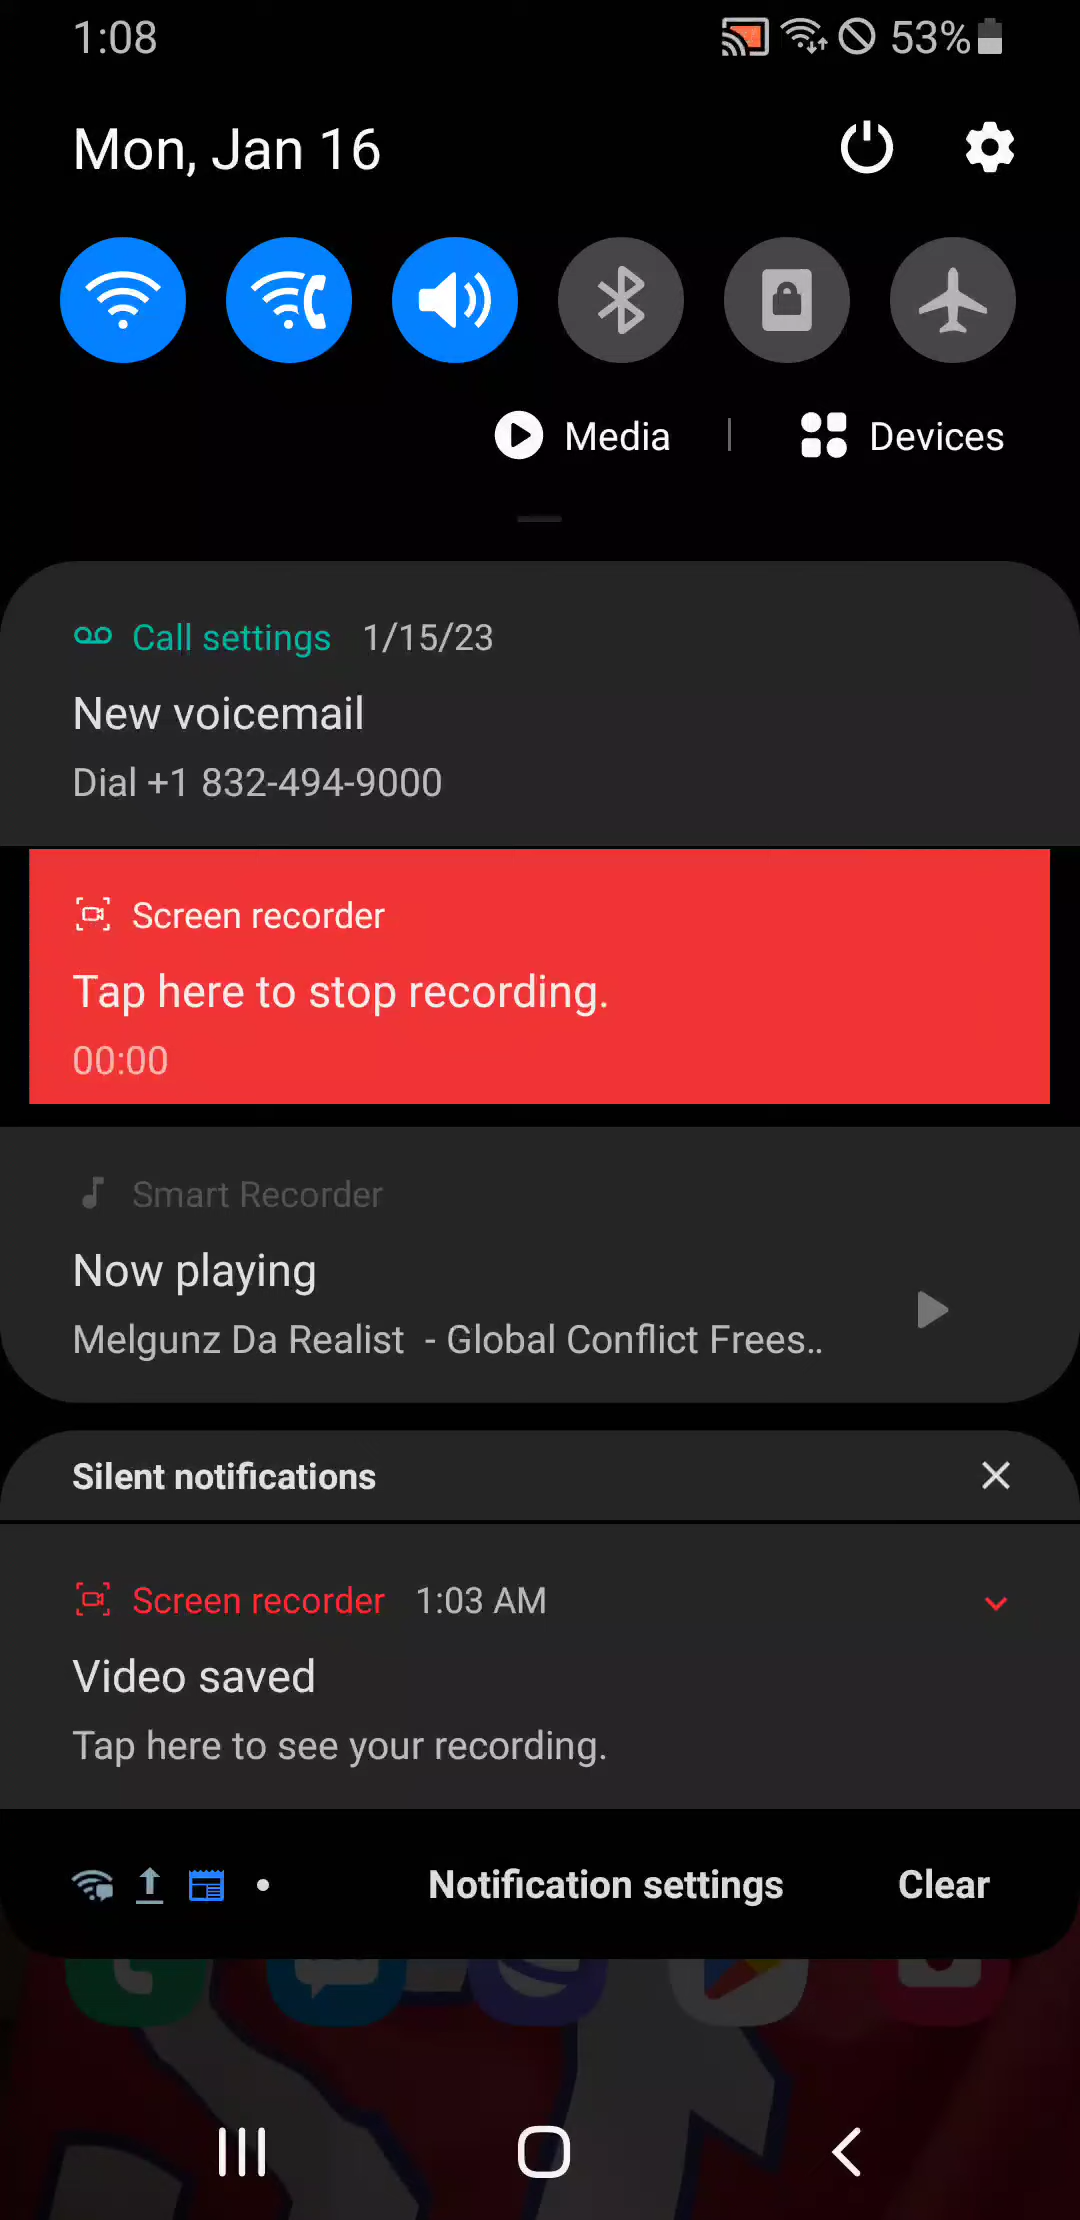 1:08 53%
Mon, Jan 16
Media | Devices
Call settings 1/15/23
New voicemail
Dial +1 832-494-9000
Screen recorder
Tap here to stop recording.
00:00
Smart Recorder
Now playing
Melgunz Da Realist - Global Conflict Frees..
Silent notifications
Screen recorder 1:03 AM
Video saved
Tap here to see your recording.
Notification settings Clear